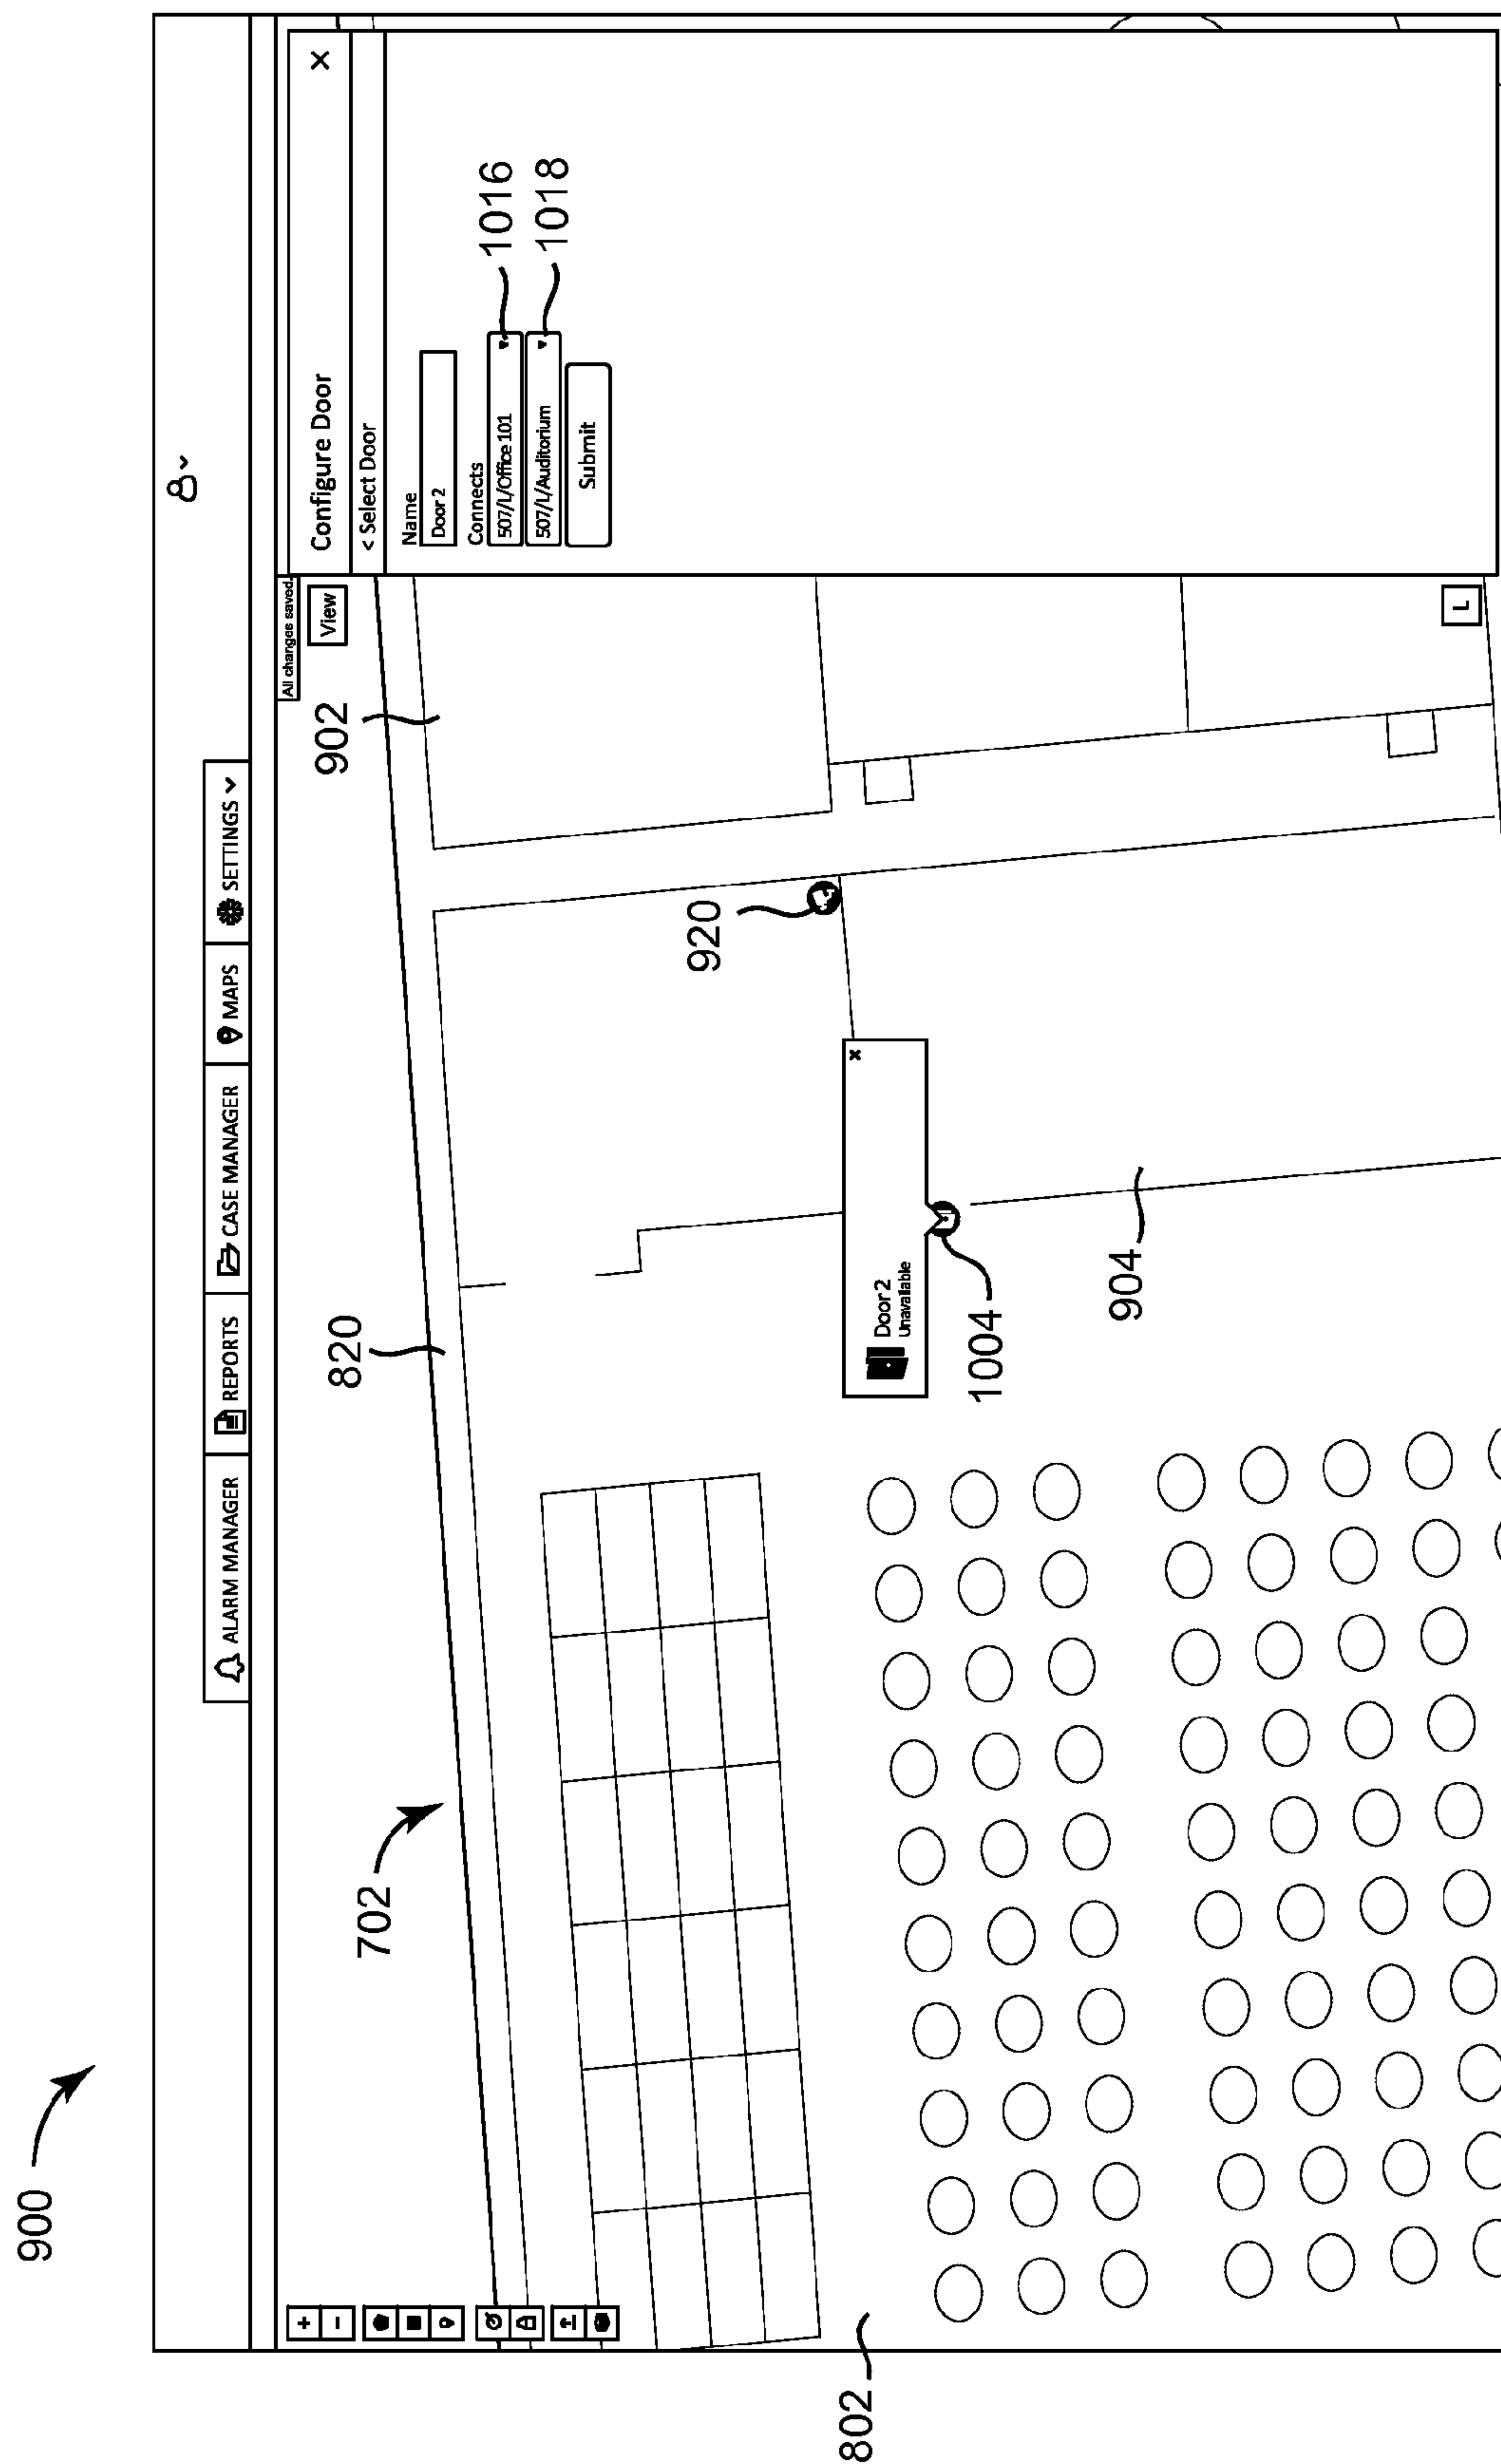 900
ALARM MANAGER
REPORTS
CASE MANAGER
MAPS
SETTINGS
+
-
All changes saved.
View
Configure Door
X
< Select Door
Name
Door 2
Connects
507/L/Office 101
1016
507/L/Auditorium
1018
Submit
902
820
702
920
Door 2
Unavailable
x
1004
904
802
L